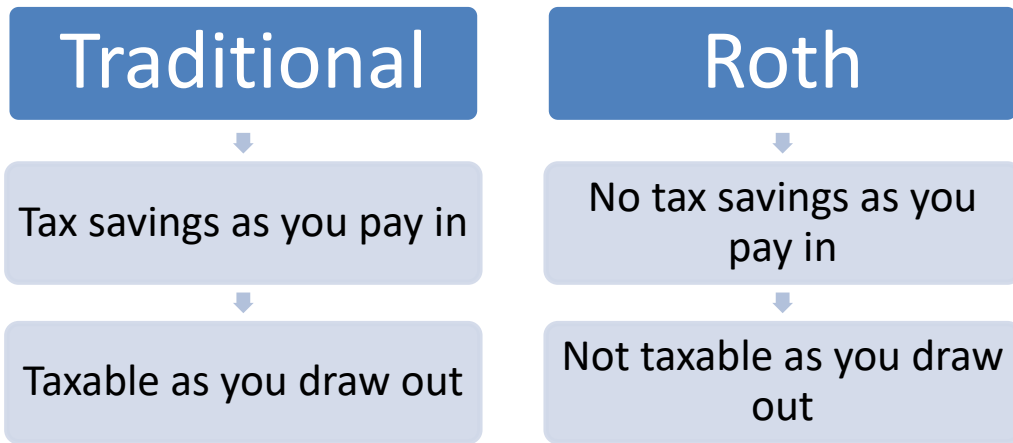 Traditional
Tax savings as you pay in
Taxable as you draw out
Roth
No tax savings as you
pay in
Not taxable as you draw
out